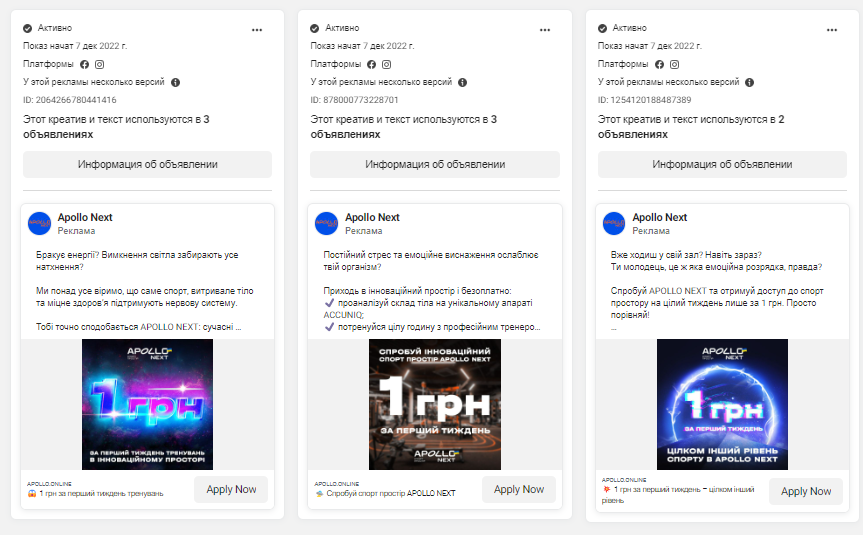 Активно
Показ начат 7 дек 2022 г.
Платформы
У этой рекламы несколько версий
ID: 2064266780441416
Этот креатив и текст используются в 3
объявлениях
Информация об объявлении
Apollo Next
Реклама
Бракує енергії? Вимкнення світла забирають усе
натхнення?
Ми понад усе віримо, що саме спорт, витривале тіло
та міцне здоров'я підтримують нервову систему.
Тобі точно сподобається APOLLO NEXT: сучасні ...
APOLLO
NEXT
1 грн
ЗА ПЕРШИЙ ТИЖДЕНЬ ТРЕНУВАНЬ
В ІННОВАЦІЙНОМУ ПРОСТОРІ
APOLLO.ONLINE
1 грн за перший тиждень тренувань
Apply Now
Активно
Показ начат 7 дек 2022 г.
Платформы
У этой рекламы несколько версий
ID: 878000773228701
Этот креатив и текст используются в 3
объявлениях
Информация об объявлении
Apollo Next
Реклама
Постійний стрес та емоційне виснаження ослаблює
твій організм?
Приходь в інноваційний простір і безплатно:
проаналізуй склад тіла на унікальному апараті
ACCUNIQ;
потренуйся цілу годину з професійним тренеро...
СПРОБУЙ ІННОВАЦІЙНИЙ
СПОРТ ПРОСТІР APOLLO NEXT
1 грн
ЗА ПЕРШИЙ ТИЖДЕНЬ
APOLLO
NEXT
APOLLO.ONLINE
Спробуй спорт простір APOLLO NEXT
Apply Now
Активно
Показ начат 7 дек 2022 г.
Платформы
У этой рекламы несколько версий
ID: 1254120188487389
Этот креатив и текст используются в 2
объявлениях
Информация об объявлении
Apollo Next
Реклама
Вже ходиш у свій зал? Навіть зараз?
Ти молодець, це ж яка емоційна розрядка, правда?
Спробуй APOLLO NEXT та отримуй доступ до спорт
простору на цілий тиждень лише за 1 грн. Просто
порівняй!
...
APOLLO
NEXT
1 грн
ЗА ПЕРШИЙ ТИЖДЕНЬ
ЦІЛКОМ ІНШИЙ РІВЕНЬ
СПОРТУ В APOLLO NEXT
APOLLO.ONLINE
1 грн за перший тиждень – цілком інший
рівень
Apply Now